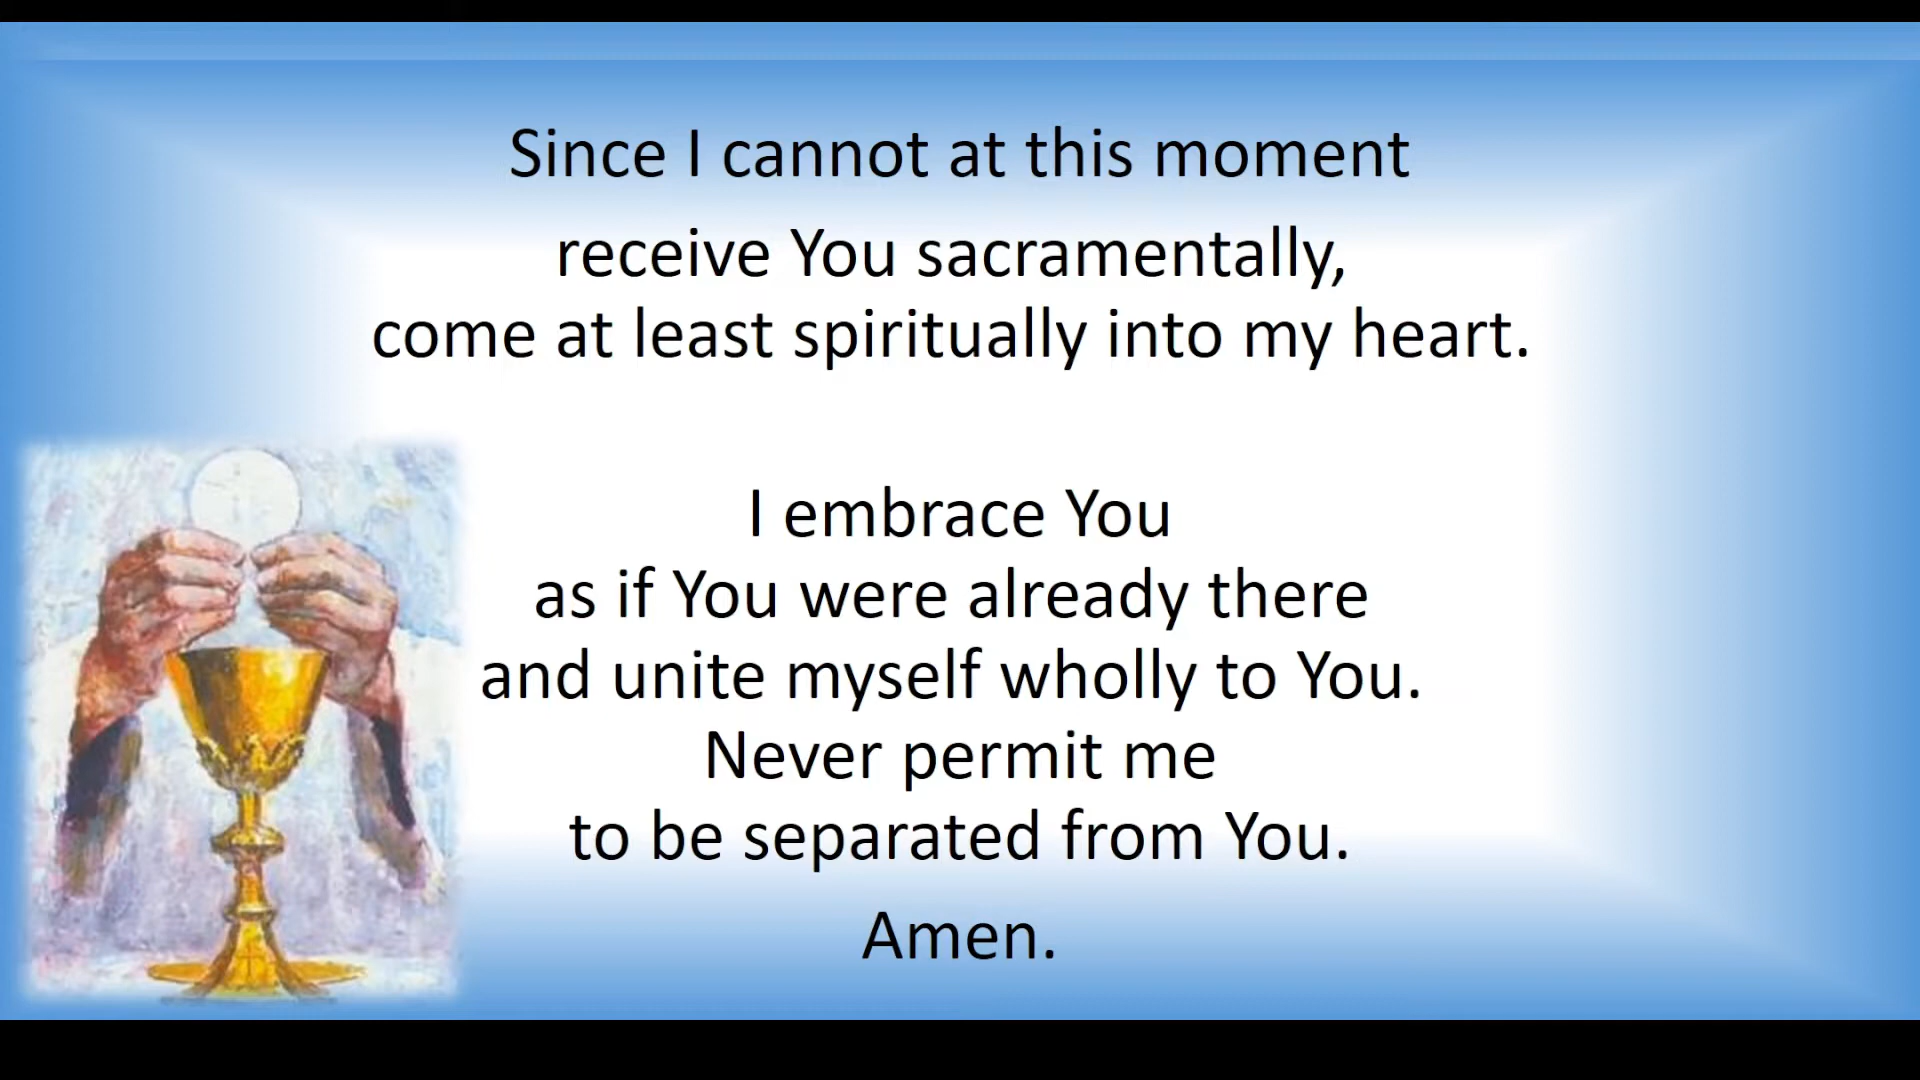 Since I cannot at this moment
receive You sacramentally,
come at least spiritually into my heart.
I embrace You
as if You were already there
and unite myself wholly to You.
Never permit me
to be separated from You.
Amen.